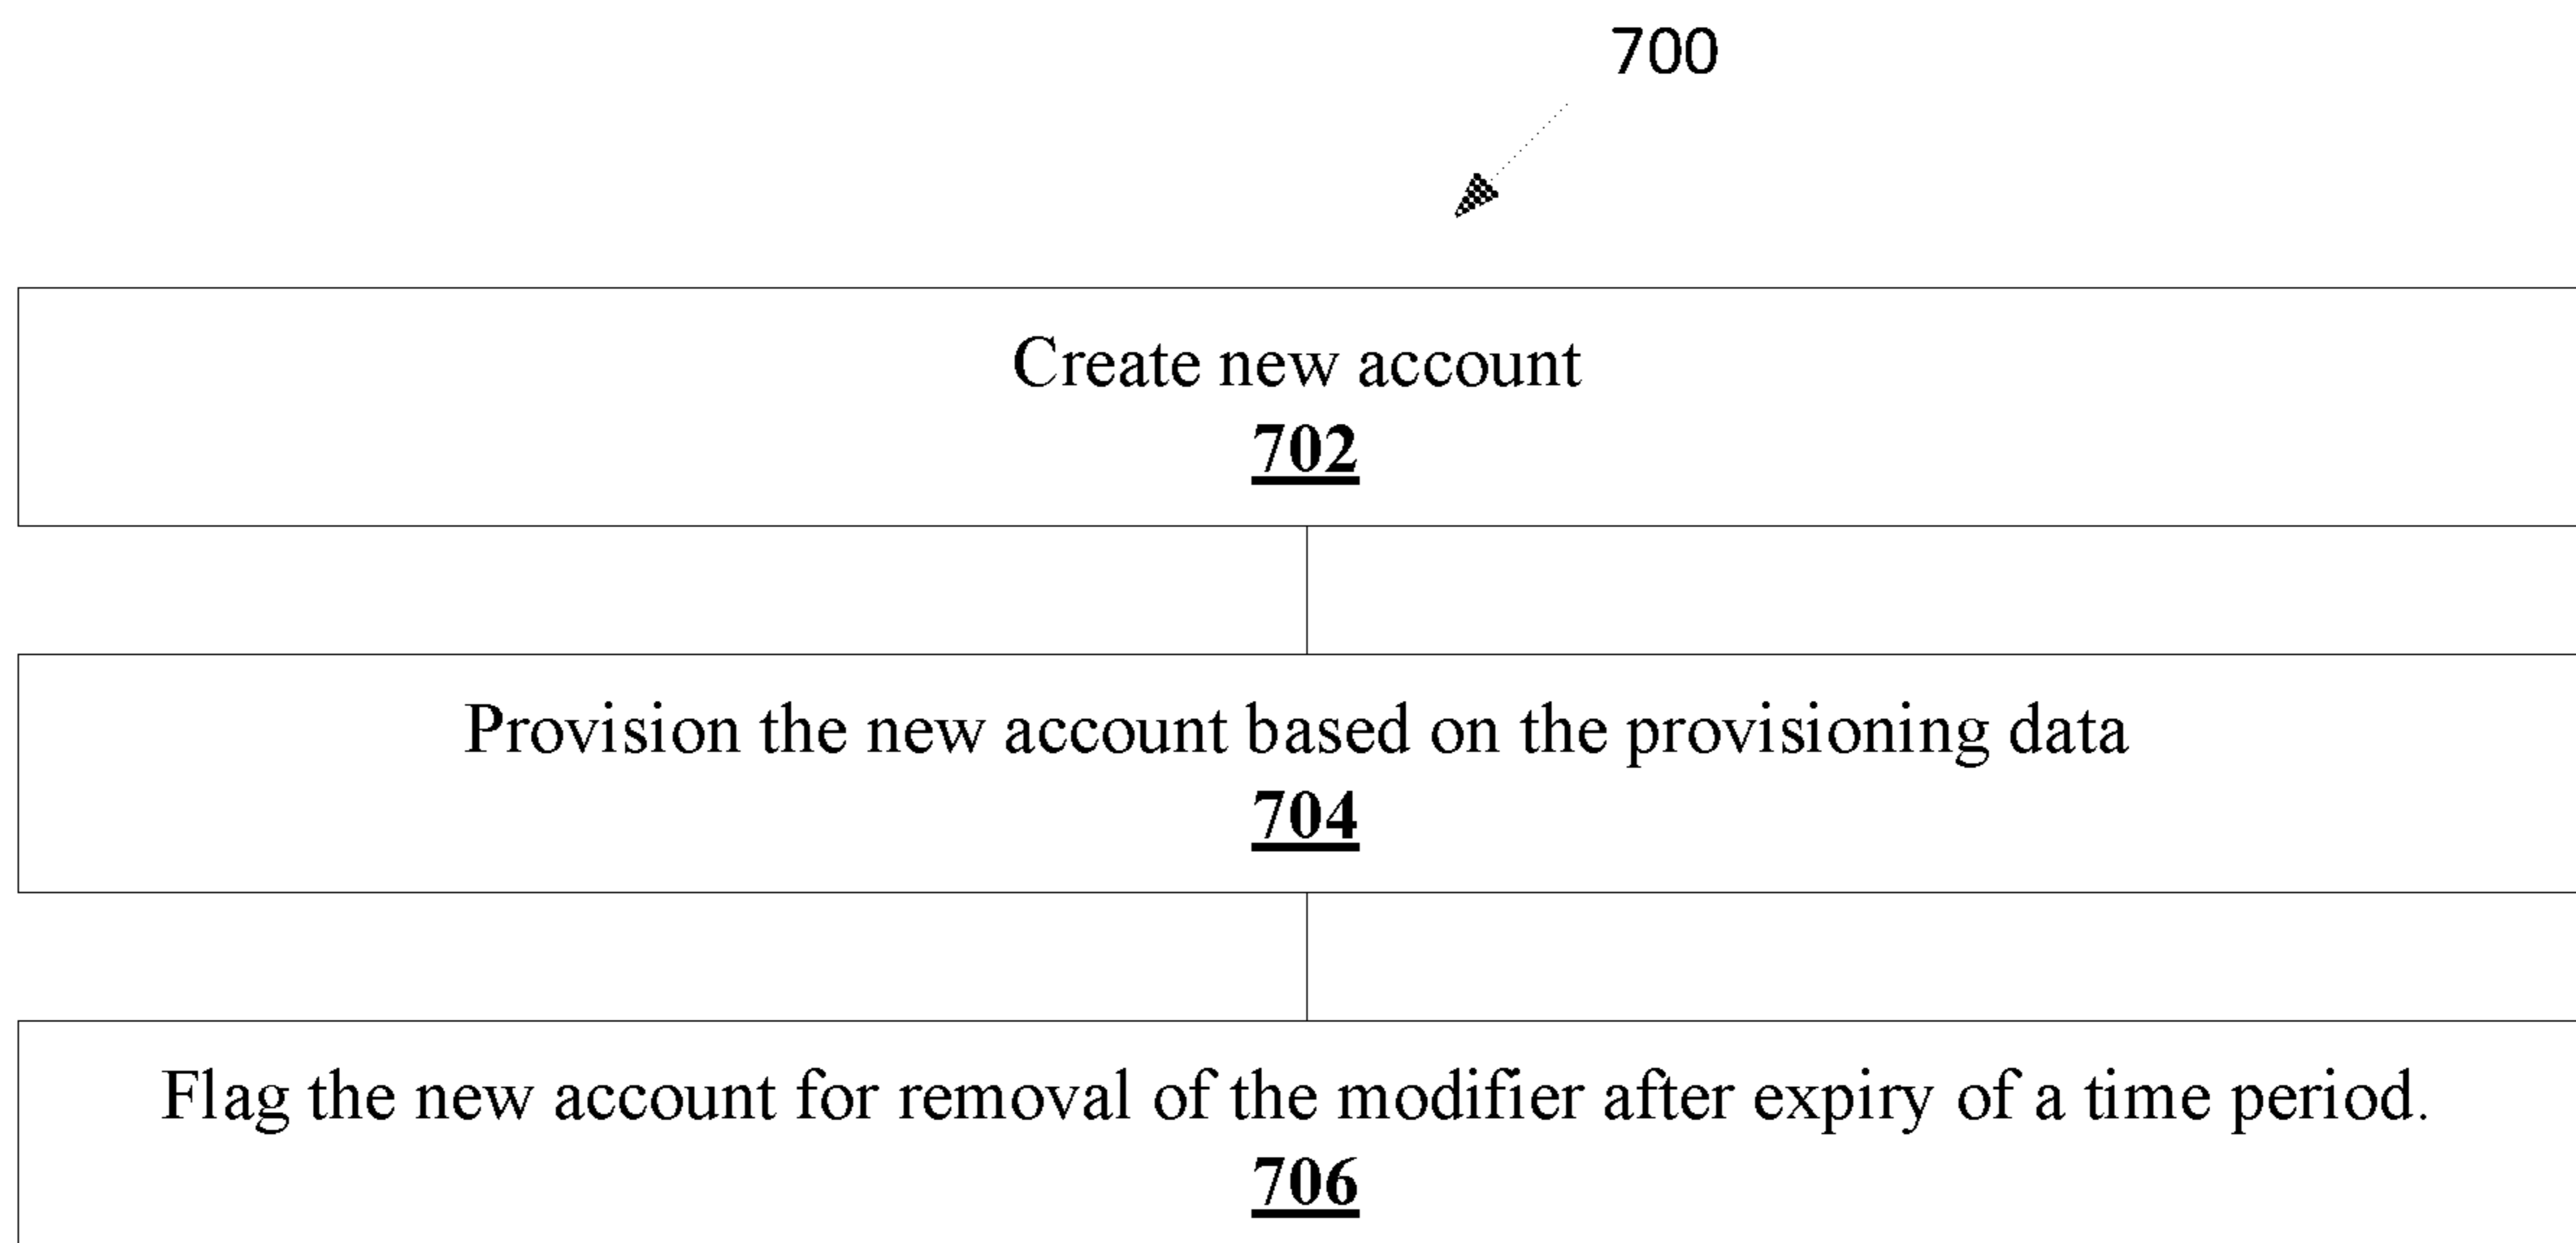 700
Create new account
702
Provision the new account based on the provisioning data
704
Flag the new account for removal of the modifier after expiry of a time period.
706